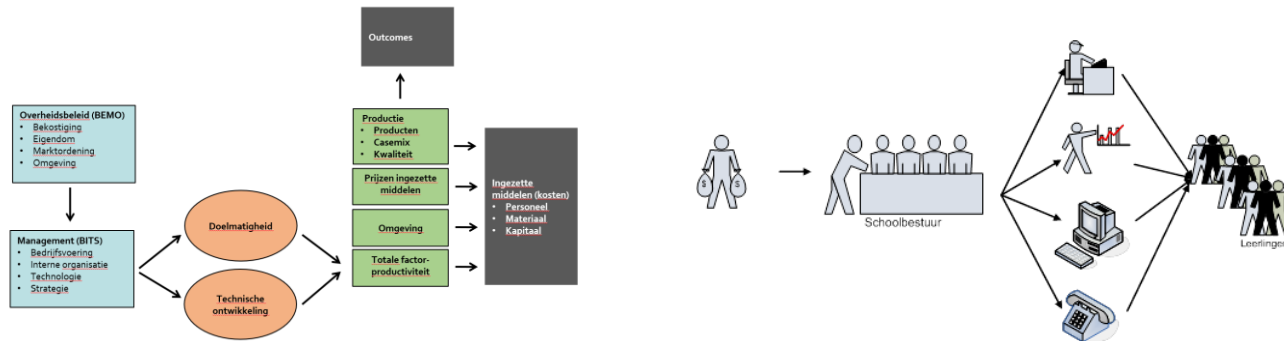 Outcomes
Overheidsbeleid (BEMO)
• Bekostiging
• Eigendom
• Marktordening
• Omgeving
Management (BITS)
• Bedrijfsvoering
• Interne organisatie
• Technologie
• Strategie
Doelmatigheid
Technische
ontwikkeling
Productie
• Producten
• Casemix
• Kwaliteit
Prijzen ingezette
middelen
Omgeving
Totale factor-
productiviteit
Ingezette
middelen (kosten)
• Personeel
• Materiaal
• Kapitaal
$ $
Schoolbestuur
Leerlingen